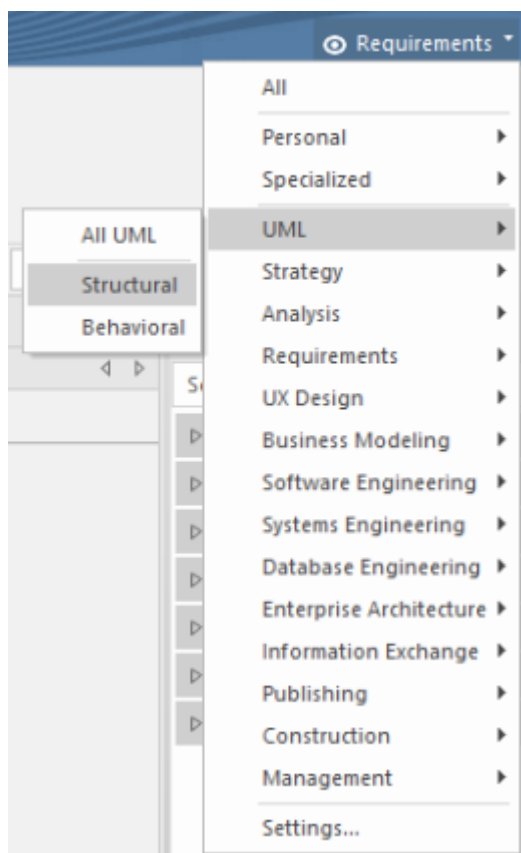 Requirements
All
Personal
Specialized
UML
Strategy
Analysis
Requirements
UX Design
Business Modeling
Software Engineering
Systems Engineering
Database Engineering
Enterprise Architecture
Information Exchange
Publishing
Construction
Management
Settings...
All UML
Structural
Behavioral